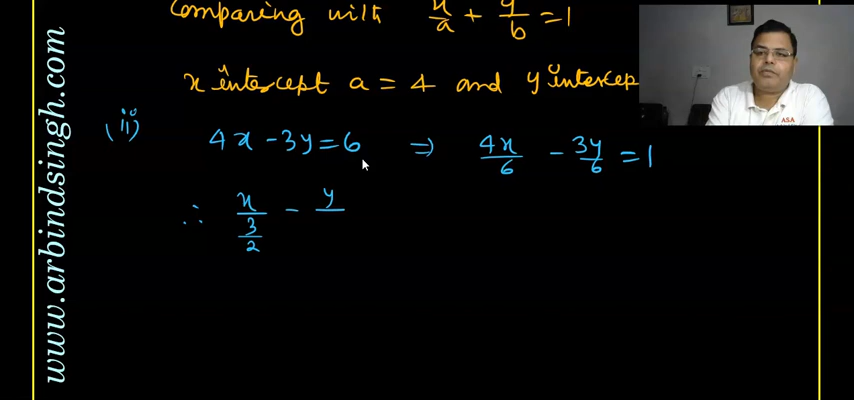 Comparing with x/a + y/b = 1
x intercept a = 4 and y intercep
(ii) 4x - 3y = 6 ⇒ 4x/6 - 3y/6 = 1
∴ x/(3/2) - y/
www.arbindsingh.com
ASA